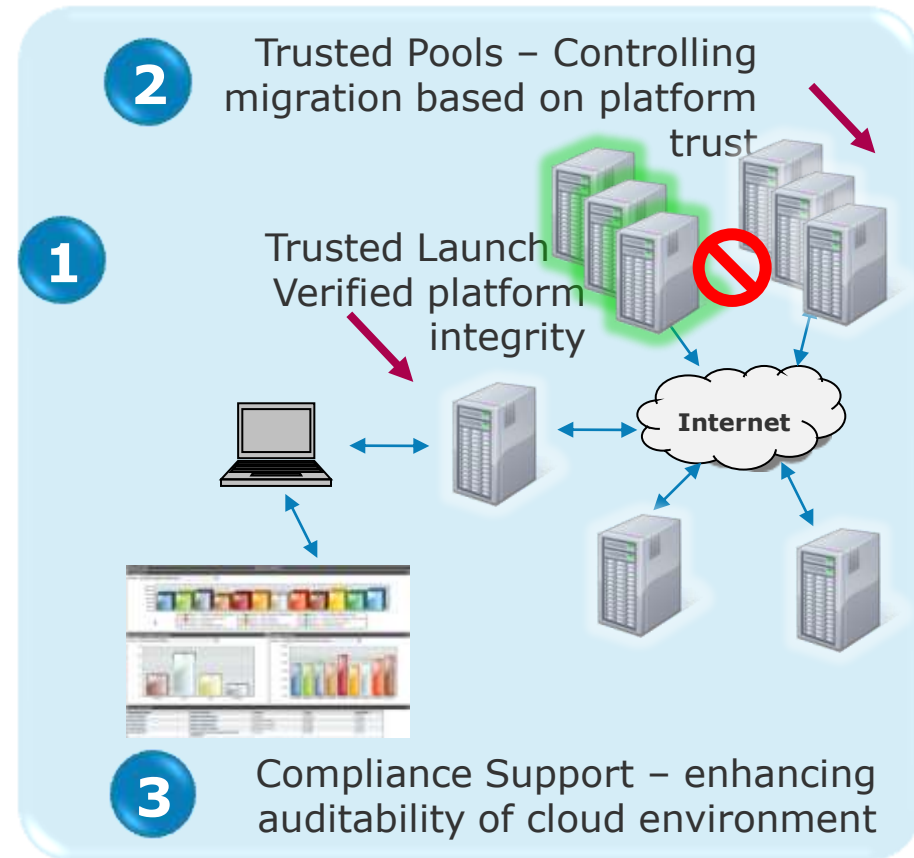 2
Trusted Pools – Controlling
migration based on platform
trust
1
Trusted Launch
Verified platform
integrity
Internet
3
Compliance Support – enhancing
auditability of cloud environment